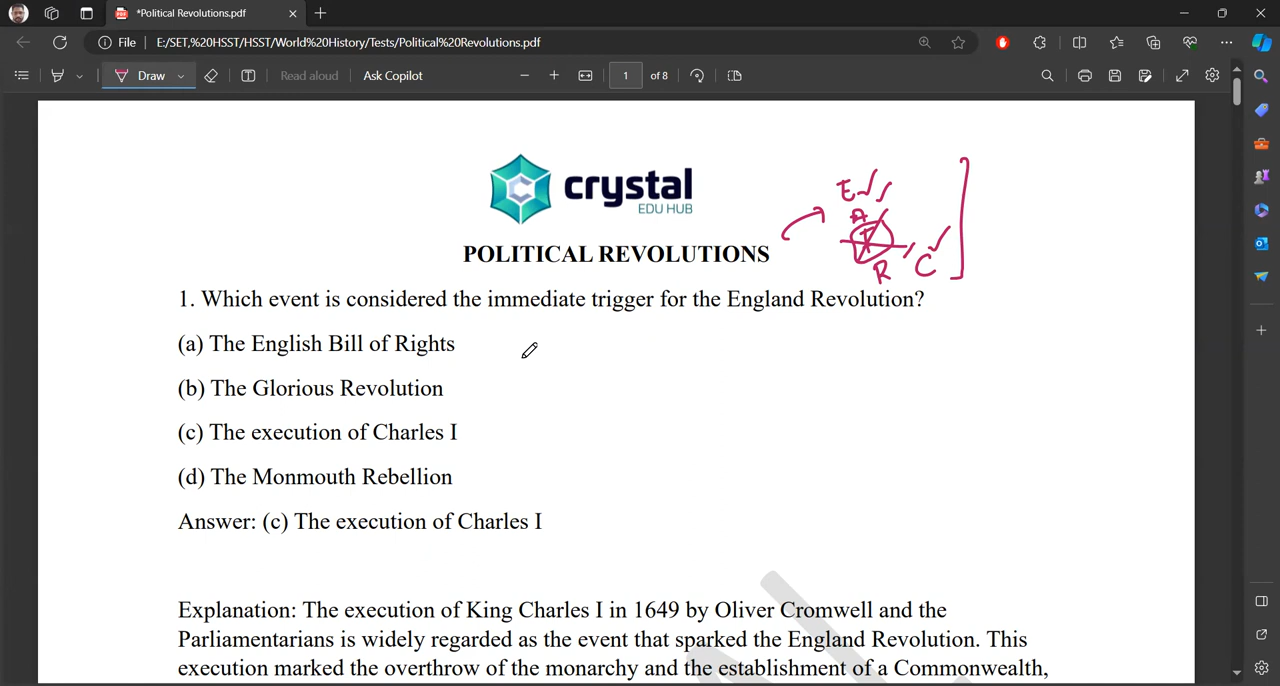 *Political Revolutions.pdf
File E:/SET,%20HSST/HSST/World%20History/Tests/Political%20Revolutions.pdf
Draw Read aloud Ask Copilot 1 of 8
crystal
EDU HUB
E
A
F
R C
POLITICAL REVOLUTIONS
1. Which event is considered the immediate trigger for the England Revolution?
(a) The English Bill of Rights
(b) The Glorious Revolution
(c) The execution of Charles I
(d) The Monmouth Rebellion
Answer: (c) The execution of Charles I
Explanation: The execution of King Charles I in 1649 by Oliver Cromwell and the
Parliamentarians is widely regarded as the event that sparked the England Revolution. This
execution marked the overthrow of the monarchy and the establishment of a Commonwealth,